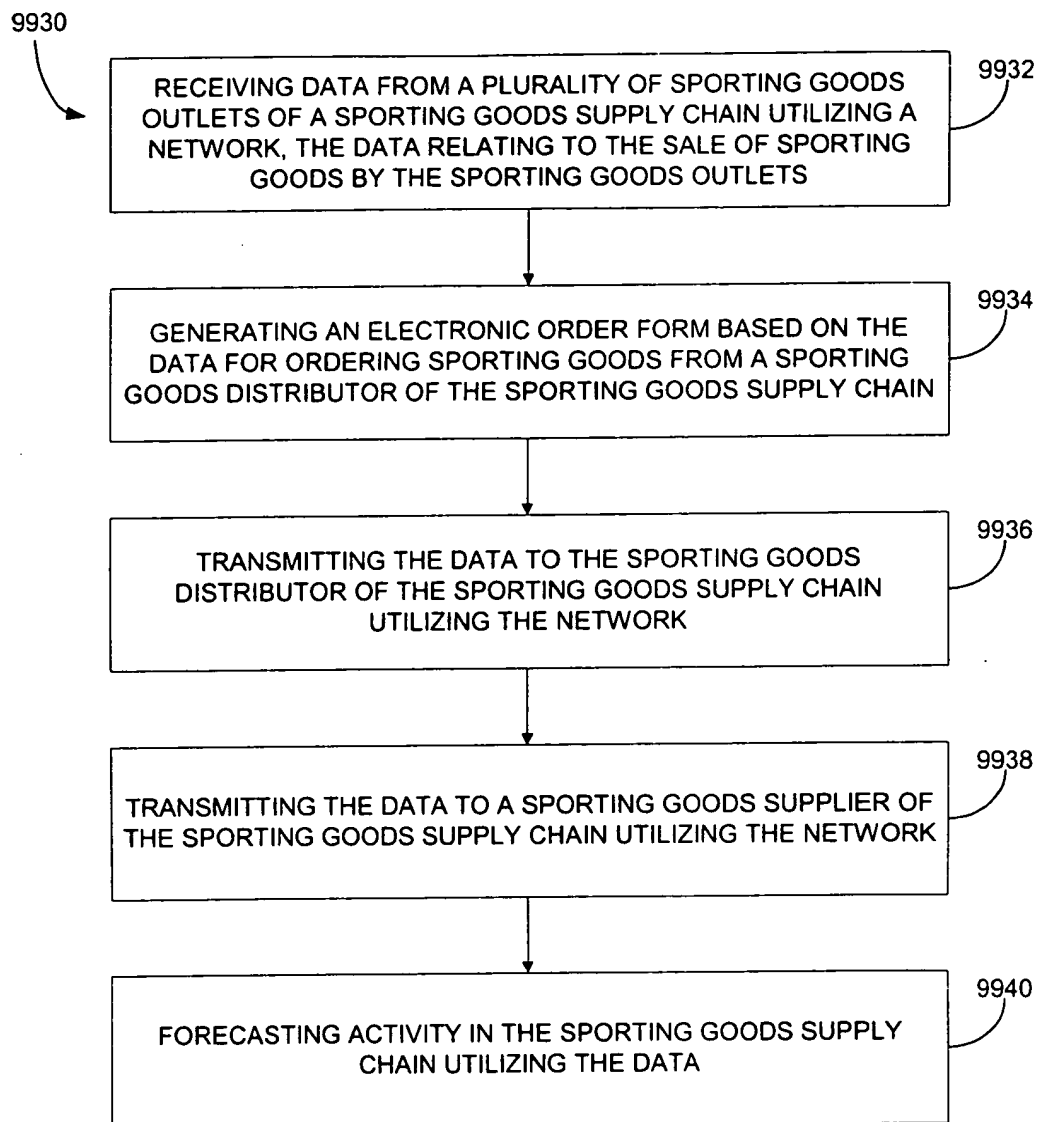 9930
RECEIVING DATA FROM A PLURALITY OF SPORTING GOODS
OUTLETS OF A SPORTING GOODS SUPPLY CHAIN UTILIZING A
NETWORK, THE DATA RELATING TO THE SALE OF SPORTING
GOODS BY THE SPORTING GOODS OUTLETS
9932
GENERATING AN ELECTRONIC ORDER FORM BASED ON THE
DATA FOR ORDERING SPORTING GOODS FROM A SPORTING
GOODS DISTRIBUTOR OF THE SPORTING GOODS SUPPLY CHAIN
9934
TRANSMITTING THE DATA TO THE SPORTING GOODS
DISTRIBUTOR OF THE SPORTING GOODS SUPPLY CHAIN
UTILIZING THE NETWORK
9936
TRANSMITTING THE DATA TO A SPORTING GOODS SUPPLIER OF
THE SPORTING GOODS SUPPLY CHAIN UTILIZING THE NETWORK
9938
FORECASTING ACTIVITY IN THE SPORTING GOODS SUPPLY
CHAIN UTILIZING THE DATA
9940